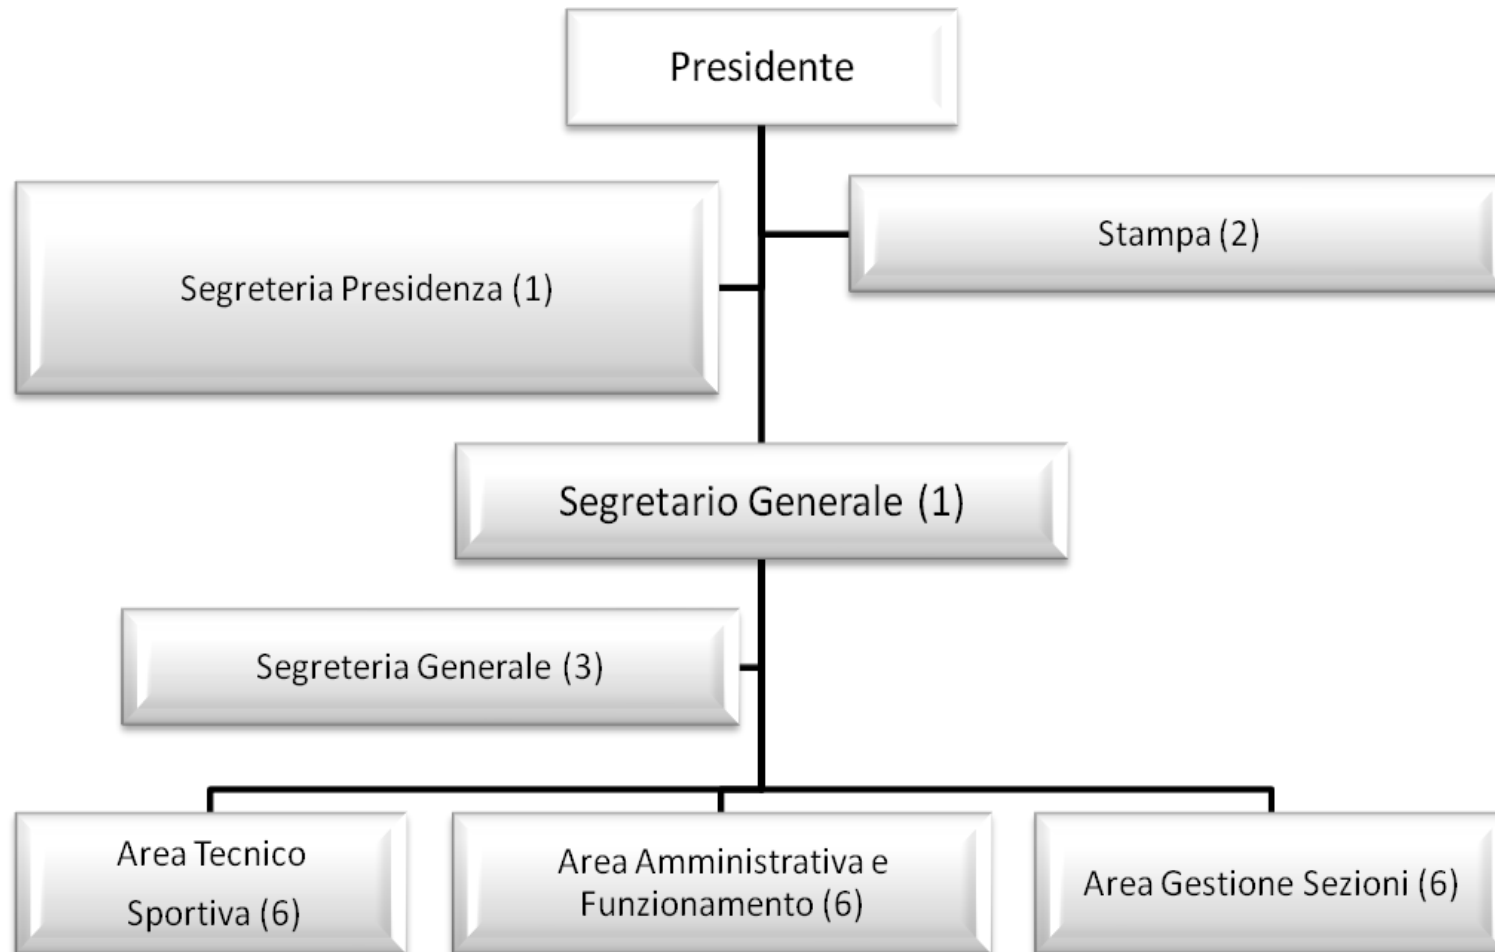 Presidente
Stampa (2)
Segreteria Presidenza (1)
Segretario Generale (1)
Segreteria Generale (3)
Area Tecnico
Sportiva (6)
Area Amministrativa e
Funzionamento (6)
Area Gestione Sezioni (6)